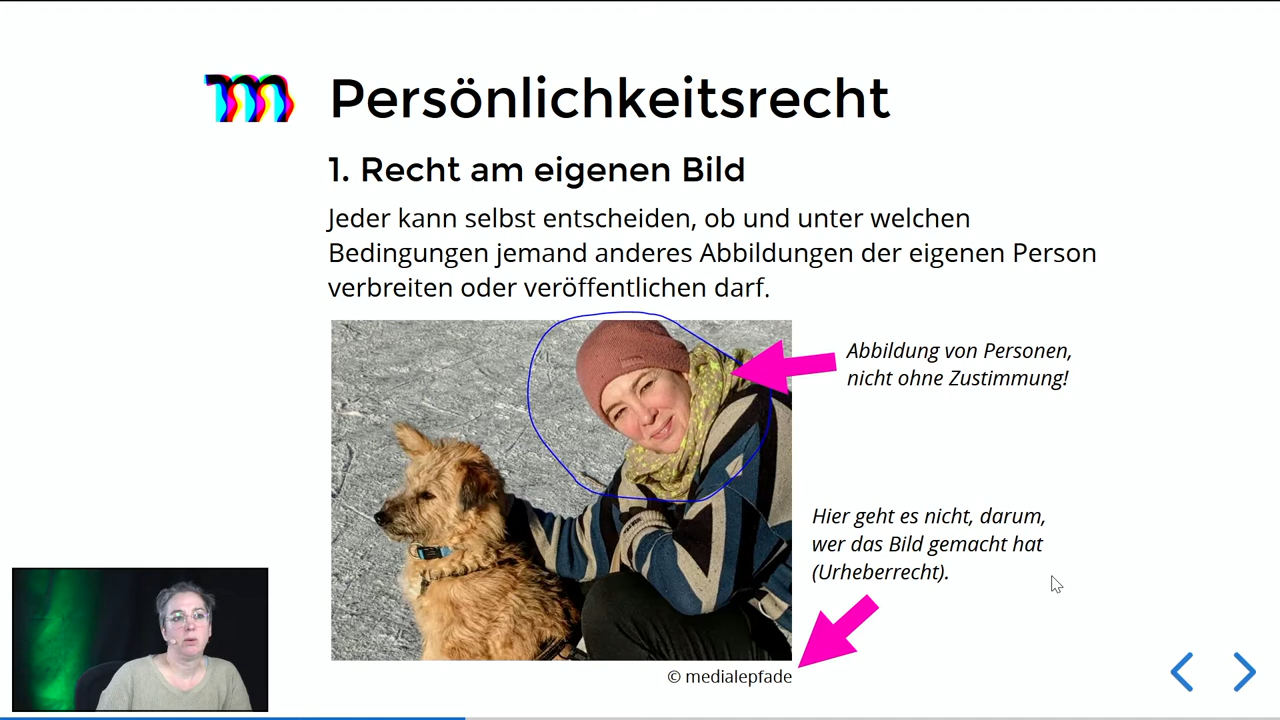 m Persönlichkeitsrecht
1. Recht am eigenen Bild
Jeder kann selbst entscheiden, ob und unter welchen
Bedingungen jemand anderes Abbildungen der eigenen Person
verbreiten oder veröffentlichen darf.
Abbildung von Personen,
nicht ohne Zustimmung!
Hier geht es nicht, darum,
wer das Bild gemacht hat
(Urheberrecht).
© medialepfade